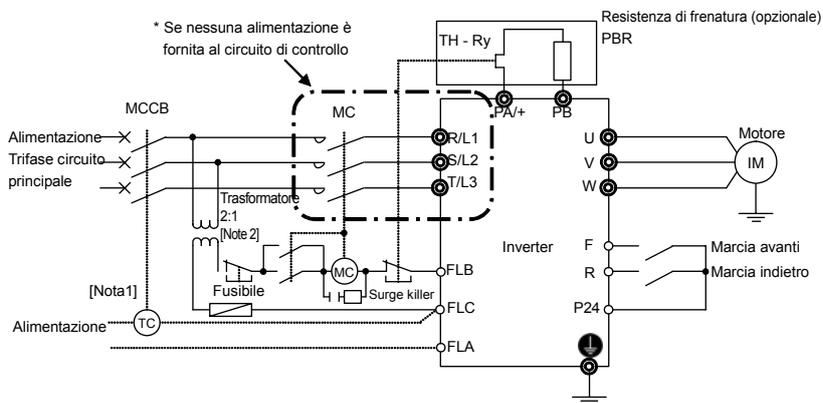 * Se nessuna alimentazione è
fornita al circuito di controllo
Resistenza di frenatura (opzionale)
PBR
TH - Ry
MCCB
MC
PA/+
PB
Alimentazione
Trifase circuito
principale
R/L1
S/L2
T/L3
U
V
W
Motore
IM
Trasformatore
2:1
[Note 2]
Inverter
F
R
P24
Marcia avanti
Marcia indietro
MC
FLB
Surge killer
Fusibile
[Nota1]
FLC
Alimentazione
TC
FLA